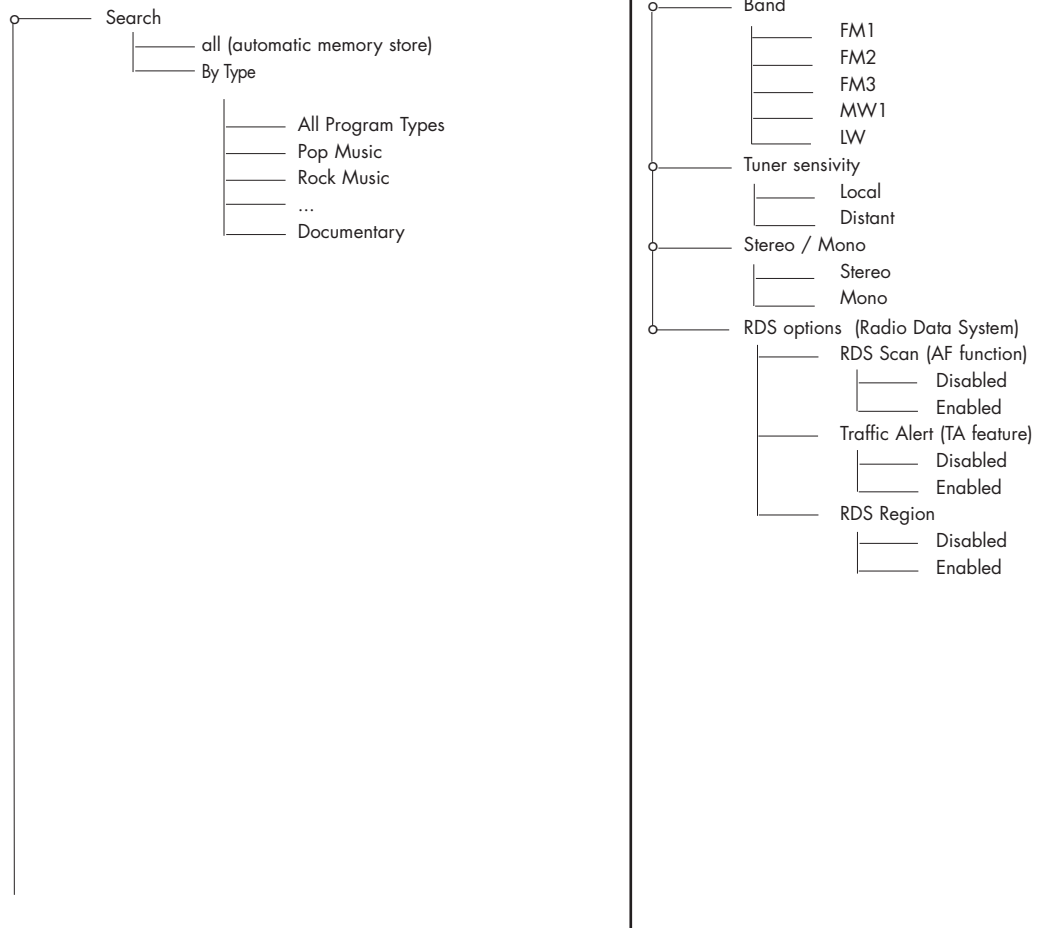 Search
all (automatic memory store)
By Type
All Program Types
Pop Music
Rock Music
...
Documentary
Band
FM1
FM2
FM3
MW1
LW
Tuner sensivity
Local
Distant
Stereo / Mono
Stereo
Mono
RDS options (Radio Data System)
RDS Scan (AF function)
Disabled
Enabled
Traffic Alert (TA feature)
Disabled
Enabled
RDS Region
Disabled
Enabled